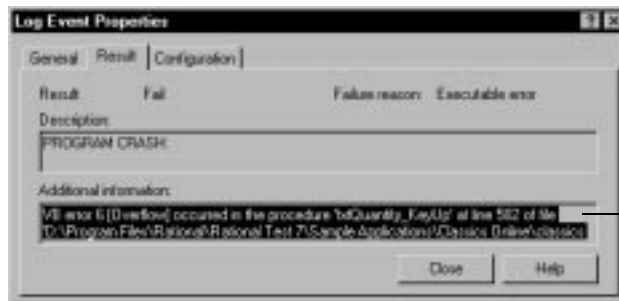 Log Event Properties
General Result Configuration
Result Fail Failure reason: Executable error
Description:
PROGRAM CRASH:
Additional information:
VB error 6 [Overflow] occurred in the procedure 'txtQuantity_KeyUp' at line 502 of file
'D:\Program Files\Rational\Rational Test 7\Sample Applications\Classics Online\classics
Close Help